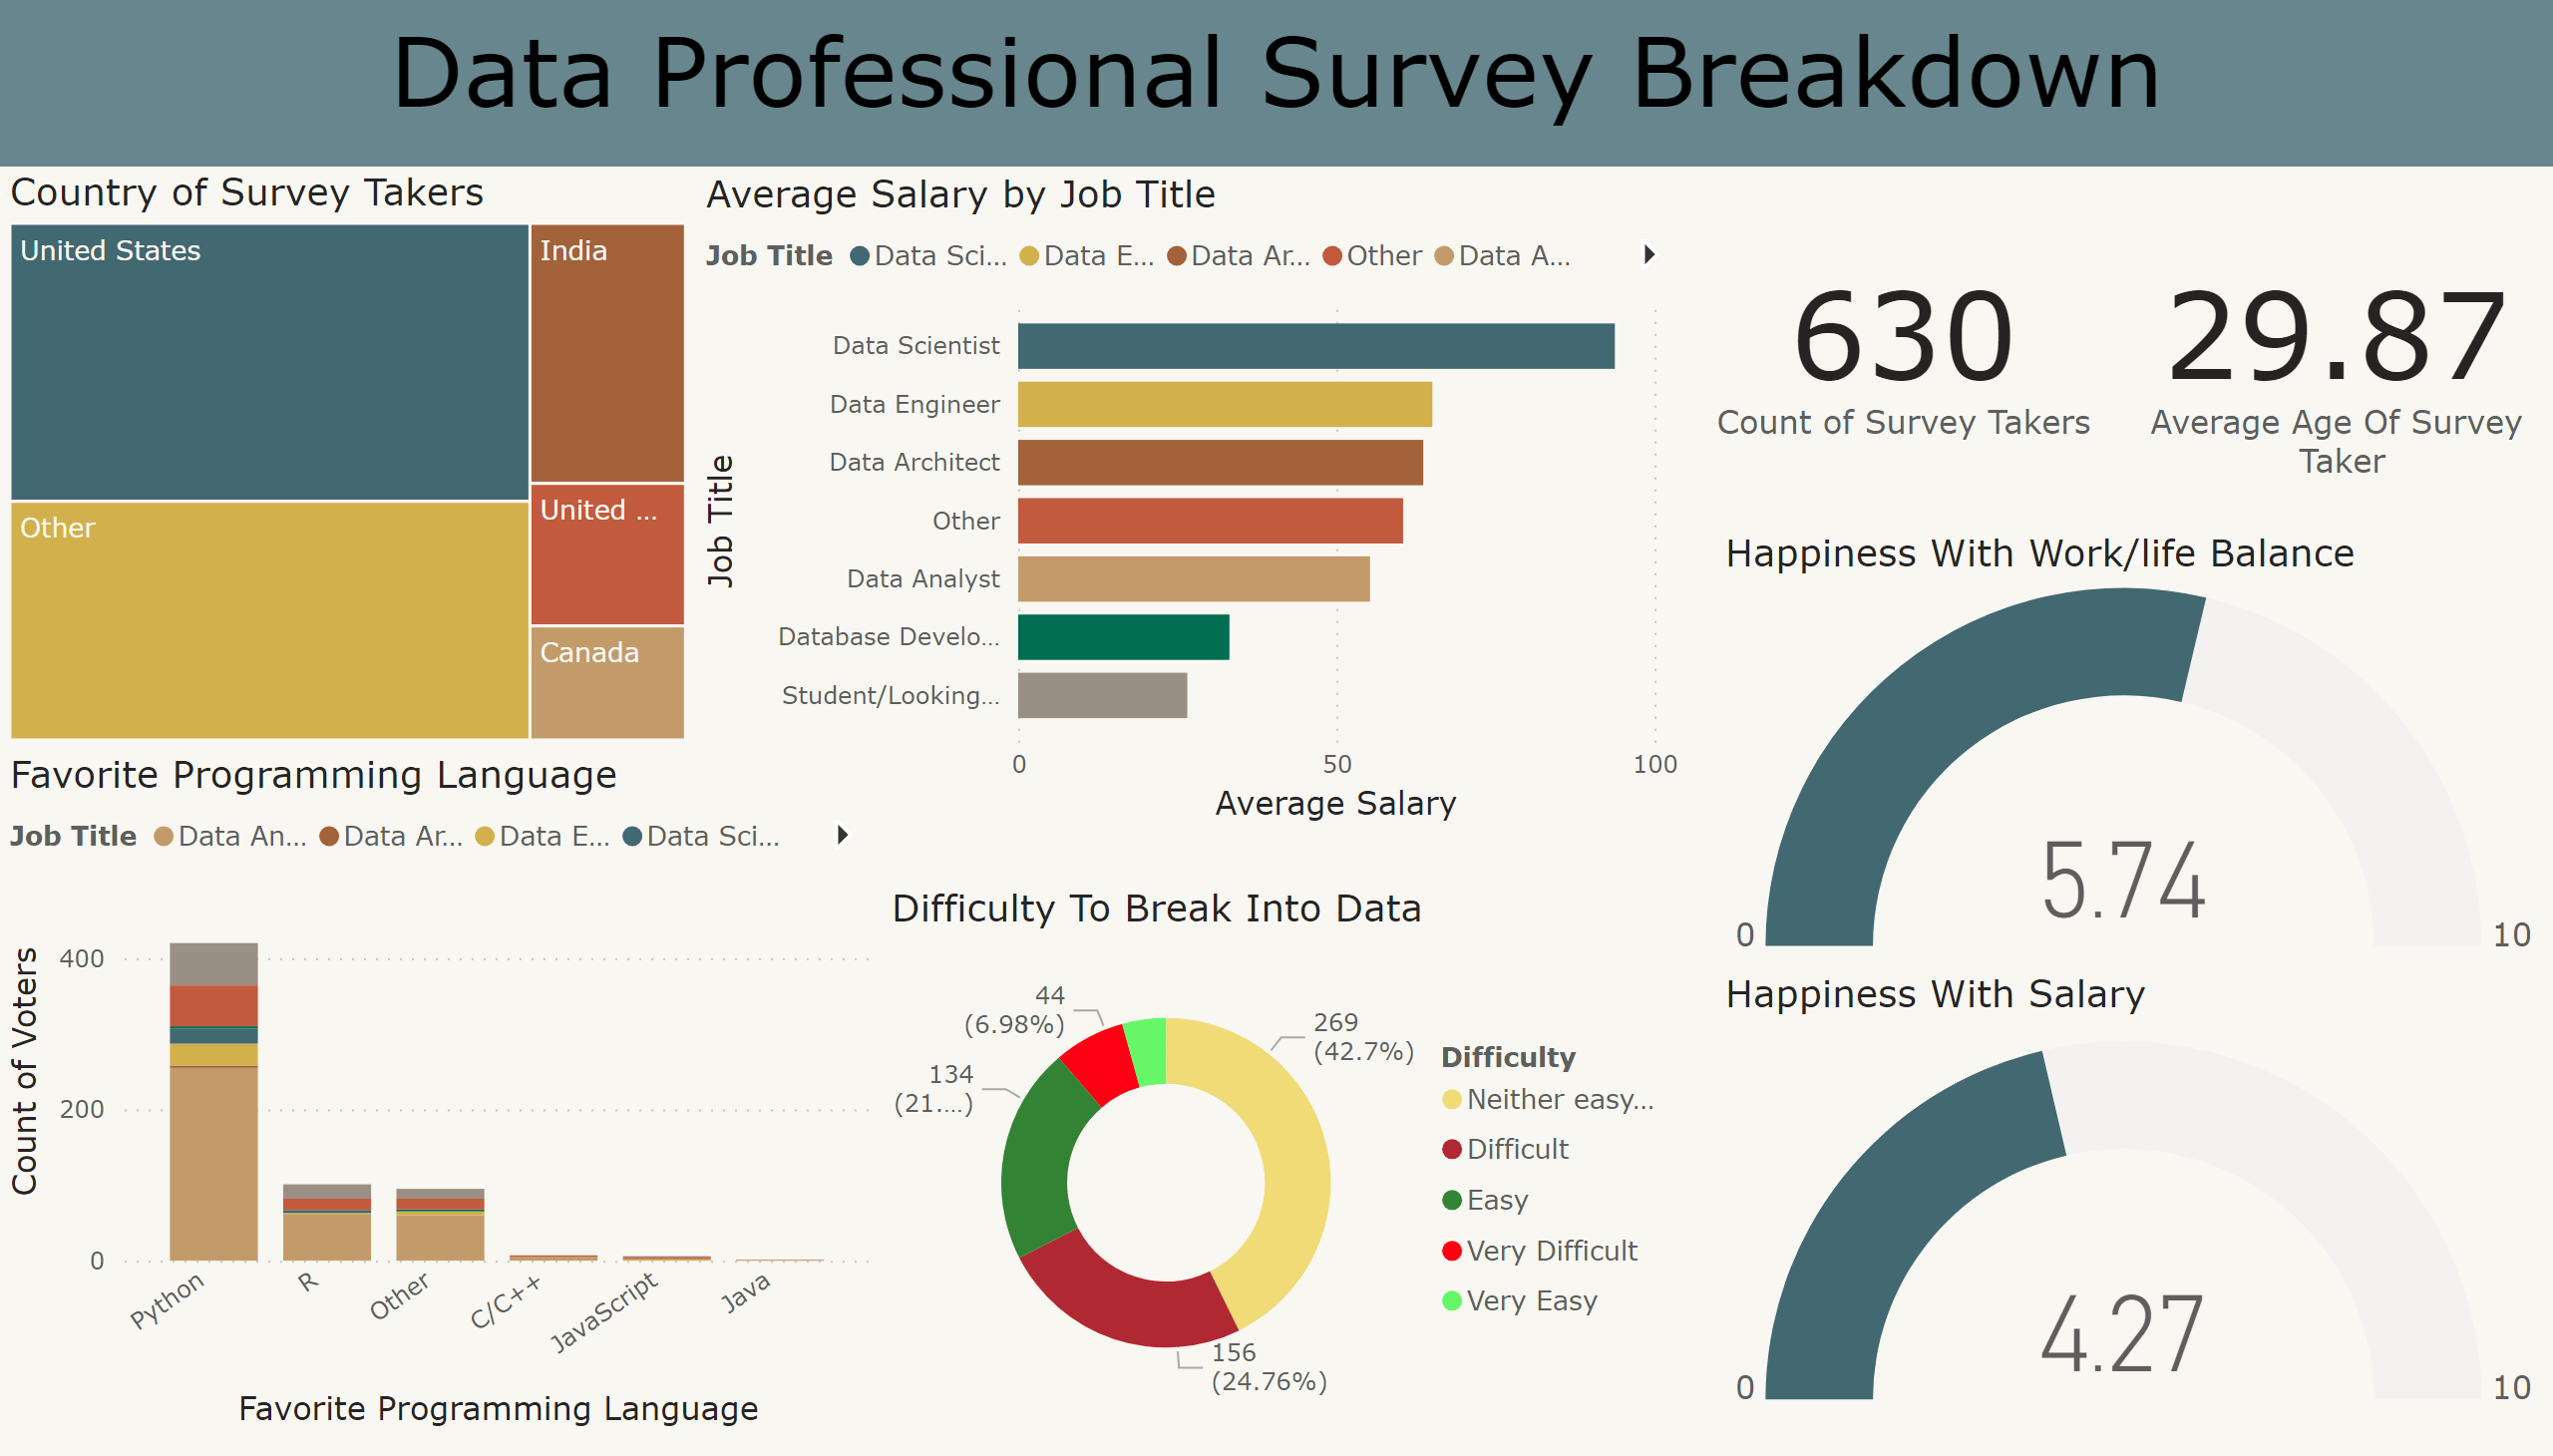 Data Professional Survey Breakdown
Country of Survey Takers
United States
India
Other
United ...
Canada
Average Salary by Job Title
Job Title
Data Sci...
Data E...
Data Ar...
Other
Data A...
Job Title
Data Scientist
Data Engineer
Data Architect
Other
Data Analyst
Database Develo...
Student/Looking...
0
50
100
Average Salary
630
Count of Survey Takers
29.87
Average Age Of Survey
Taker
Happiness With Work/life Balance
5.74
0
10
Favorite Programming Language
Job Title
Data An...
Data Ar...
Data E...
Data Sci...
Count of Voters
400
200
0
Python
R
Other
C/C++
JavaScript
Java
Favorite Programming Language
Difficulty To Break Into Data
44
(6.98%)
269
(42.7%)
134
(21....)
156
(24.76%)
Difficulty
Neither easy...
Difficult
Easy
Very Difficult
Very Easy
Happiness With Salary
4.27
0
10